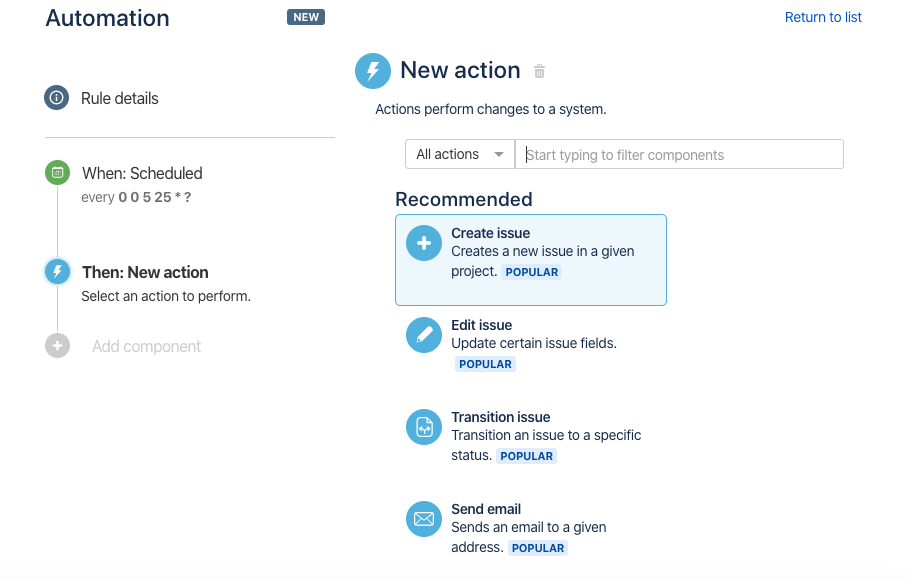 Automation
NEW
Return to list
Rule details
When: Scheduled
every 0 0 5 25 * ?
Then: New action
Select an action to perform.
Add component
New action
Actions perform changes to a system.
All actions
Start typing to filter components
Recommended
Create issue
Creates a new issue in a given
project. POPULAR
Edit issue
Update certain issue fields.
POPULAR
Transition issue
Transition an issue to a specific
status. POPULAR
Send email
Sends an email to a given
address. POPULAR